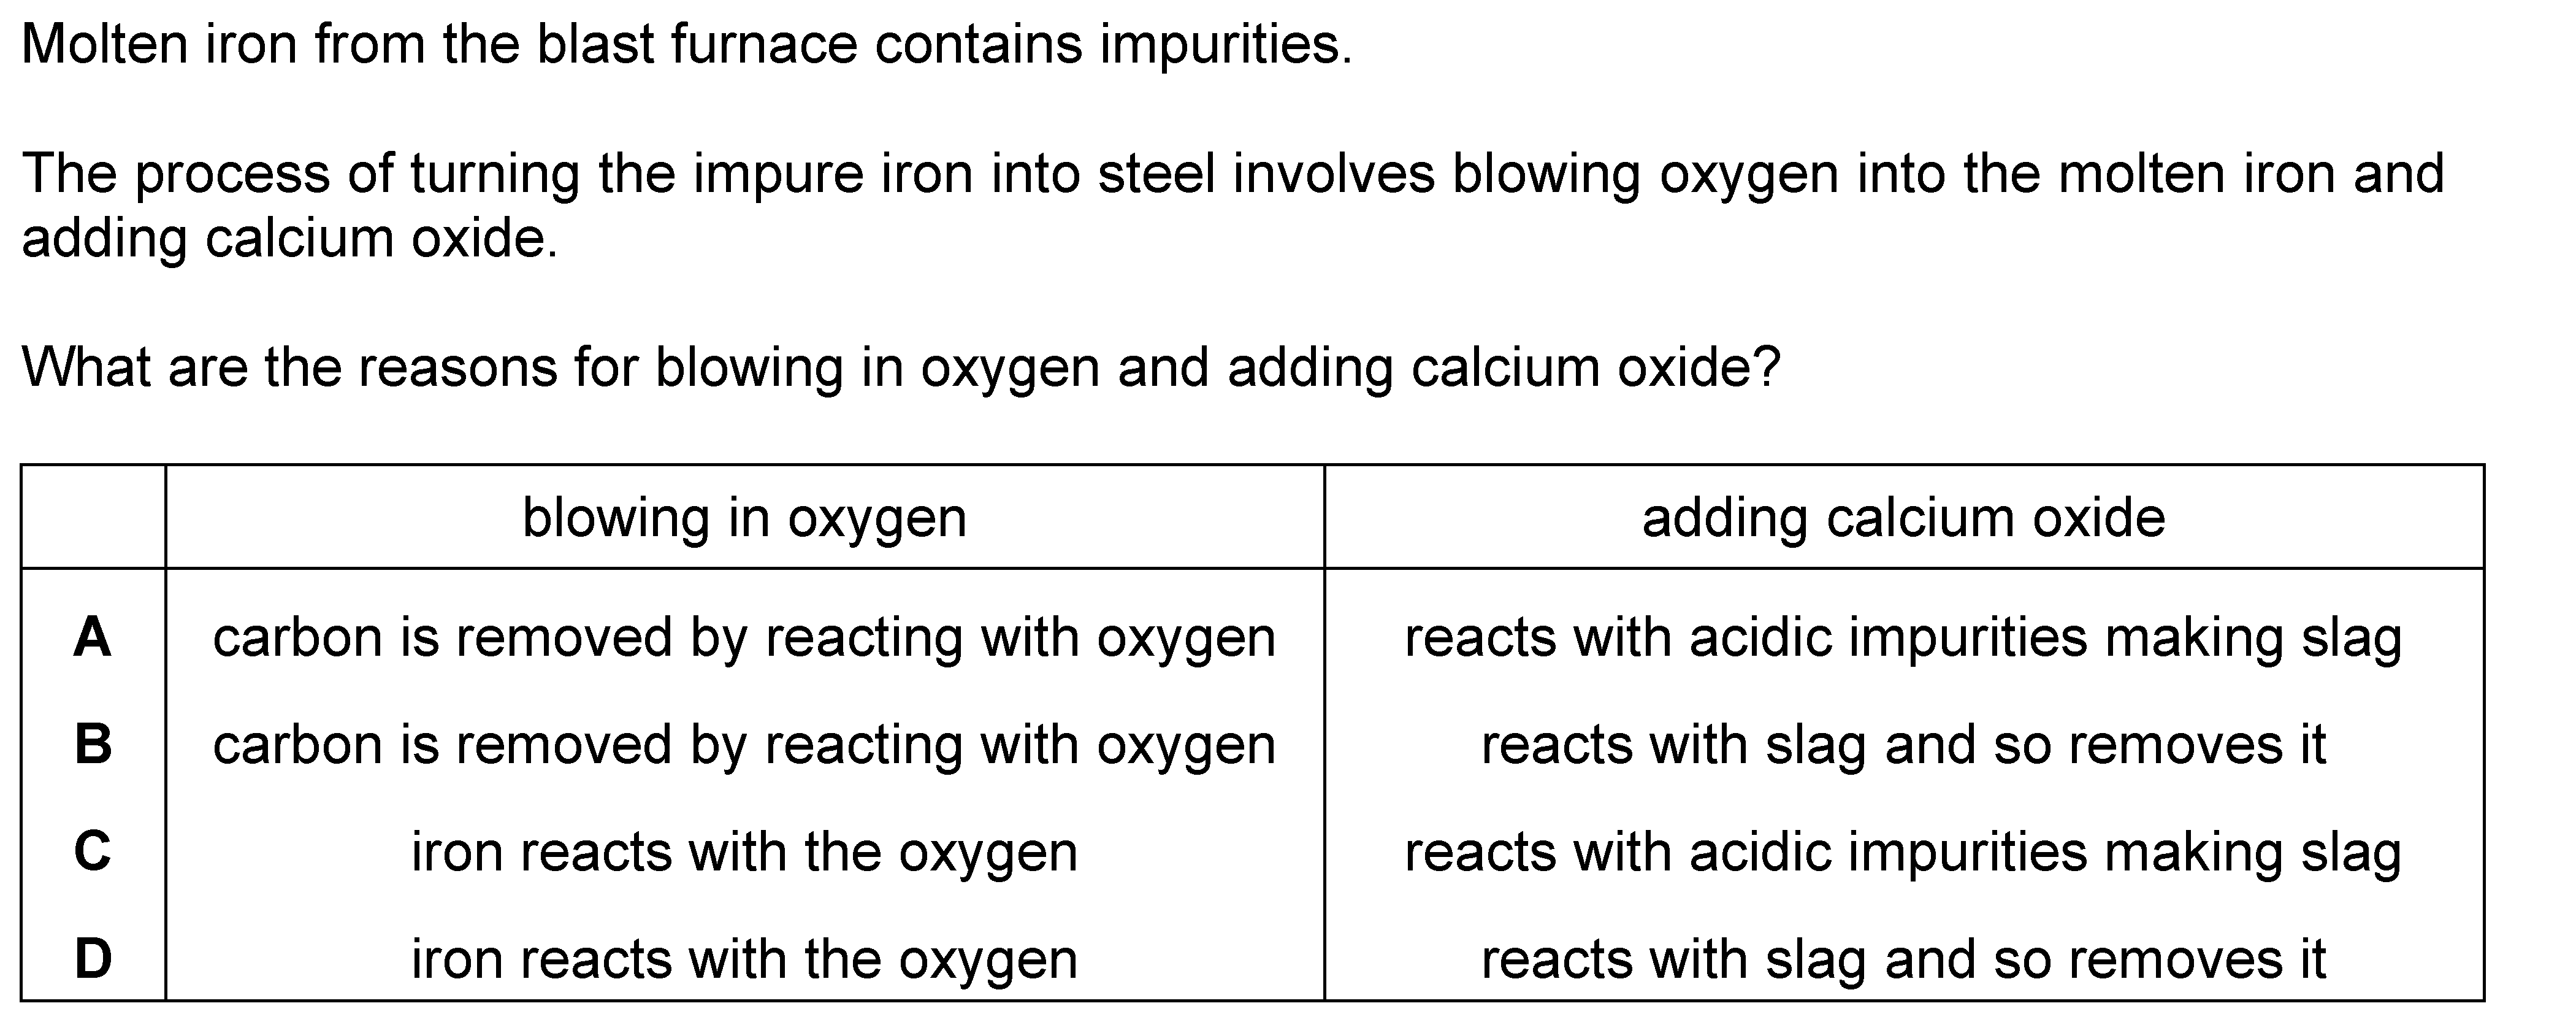 Molten iron from the blast furnace contains impurities.
The process of turning the impure iron into steel involves blowing oxygen into the molten iron and
adding calcium oxide.
What are the reasons for blowing in oxygen and adding calcium oxide?
blowing in oxygen adding calcium oxide
A carbon is removed by reacting with oxygen reacts with acidic impurities making slag
B carbon is removed by reacting with oxygen reacts with slag and so removes it
C iron reacts with the oxygen reacts with acidic impurities making slag
D iron reacts with the oxygen reacts with slag and so removes it